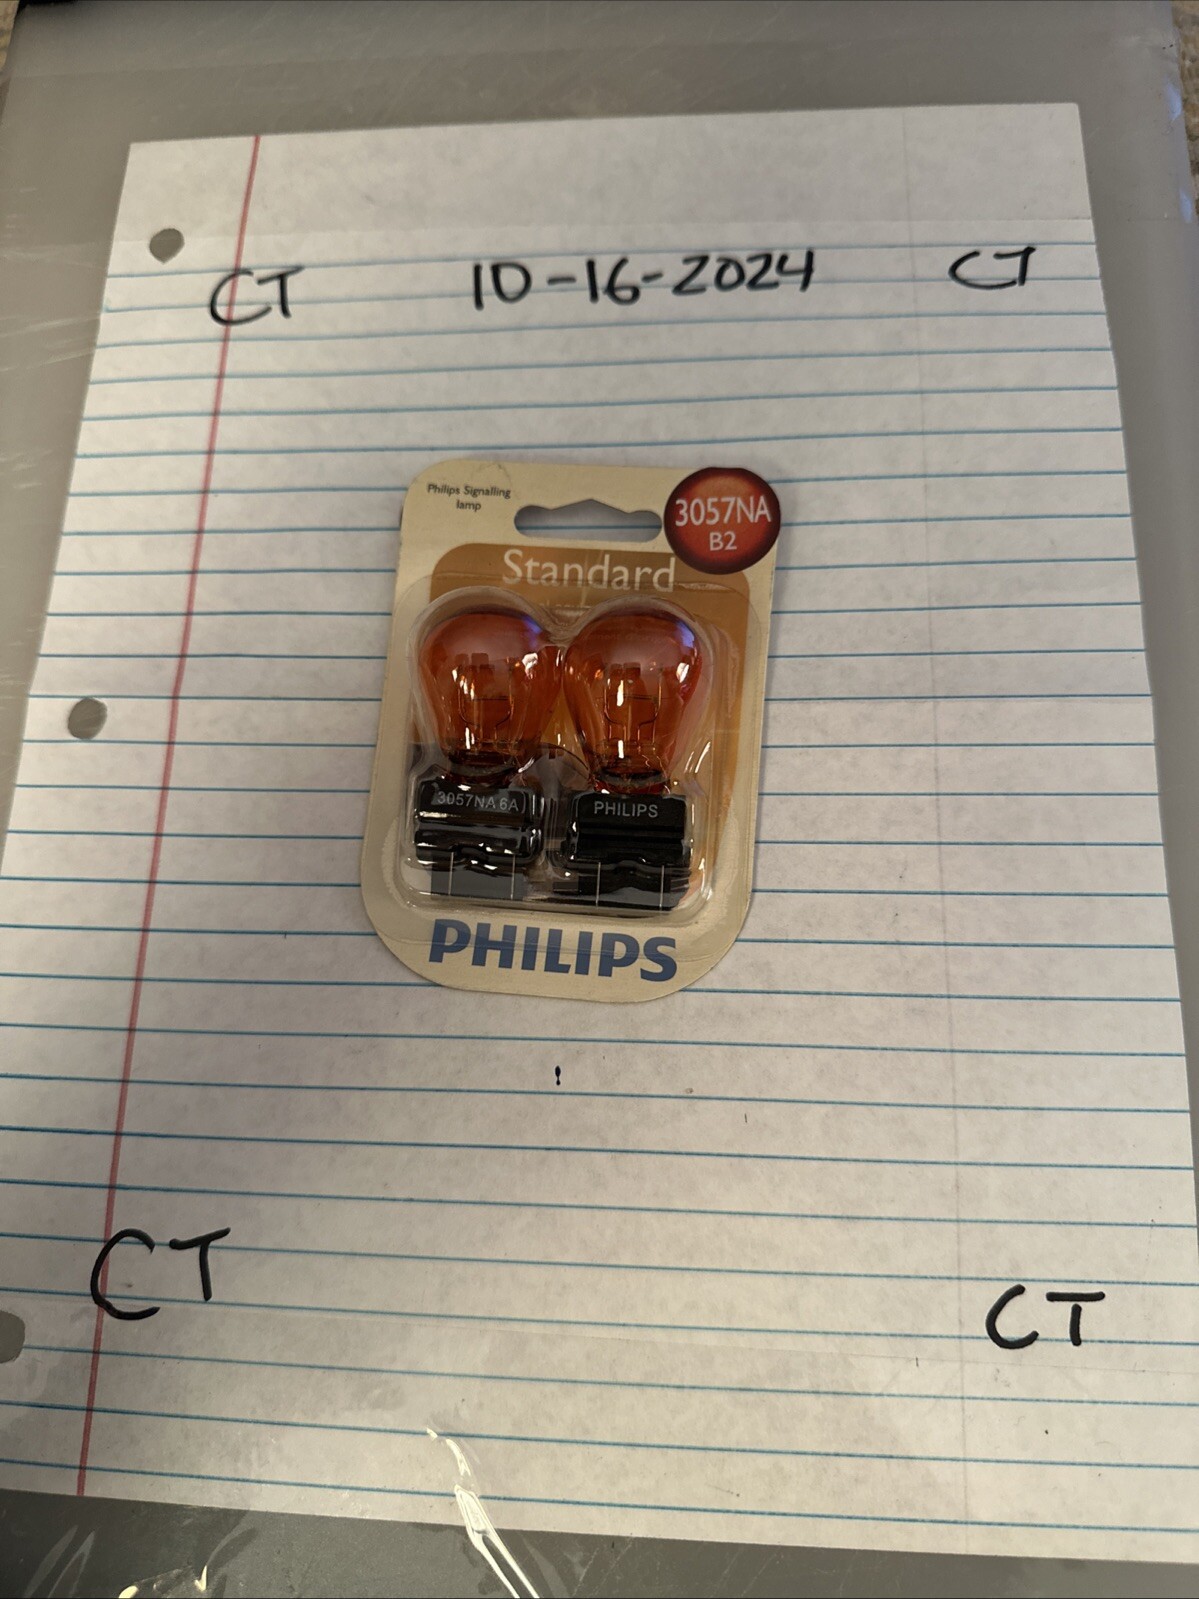 CT 10-16-2024 CT
Philips Signalling
lamp
3057NA
B2
Standard
3057NA 6A
PHILIPS
PHILIPS
CT
CT